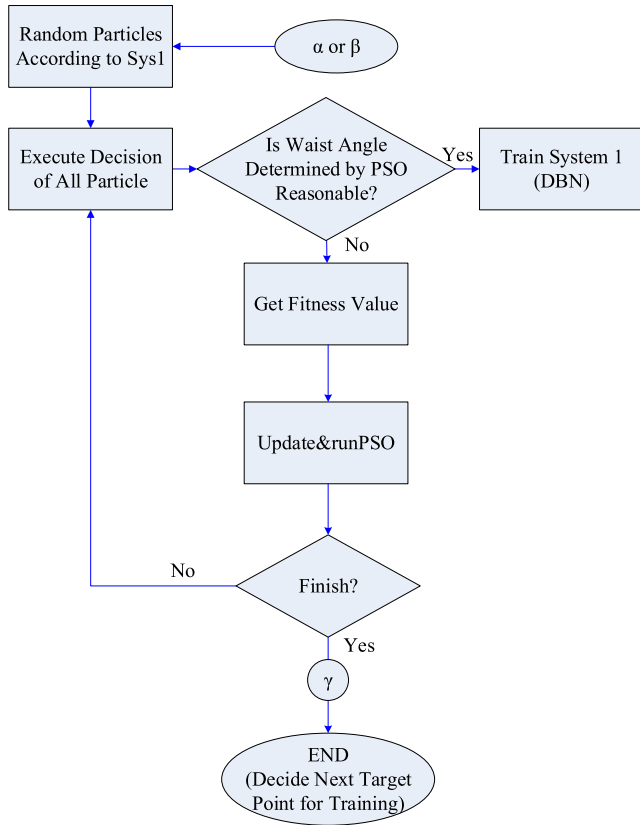 Random Particles
According to Sys1
α or β
Execute Decision
of All Particle
Is Waist Angle
Determined by PSO
Reasonable?
Yes
Train System 1
(DBN)
No
Get Fitness Value
Update&runPSO
No
Finish?
Yes
γ
END
(Decide Next Target
Point for Training)